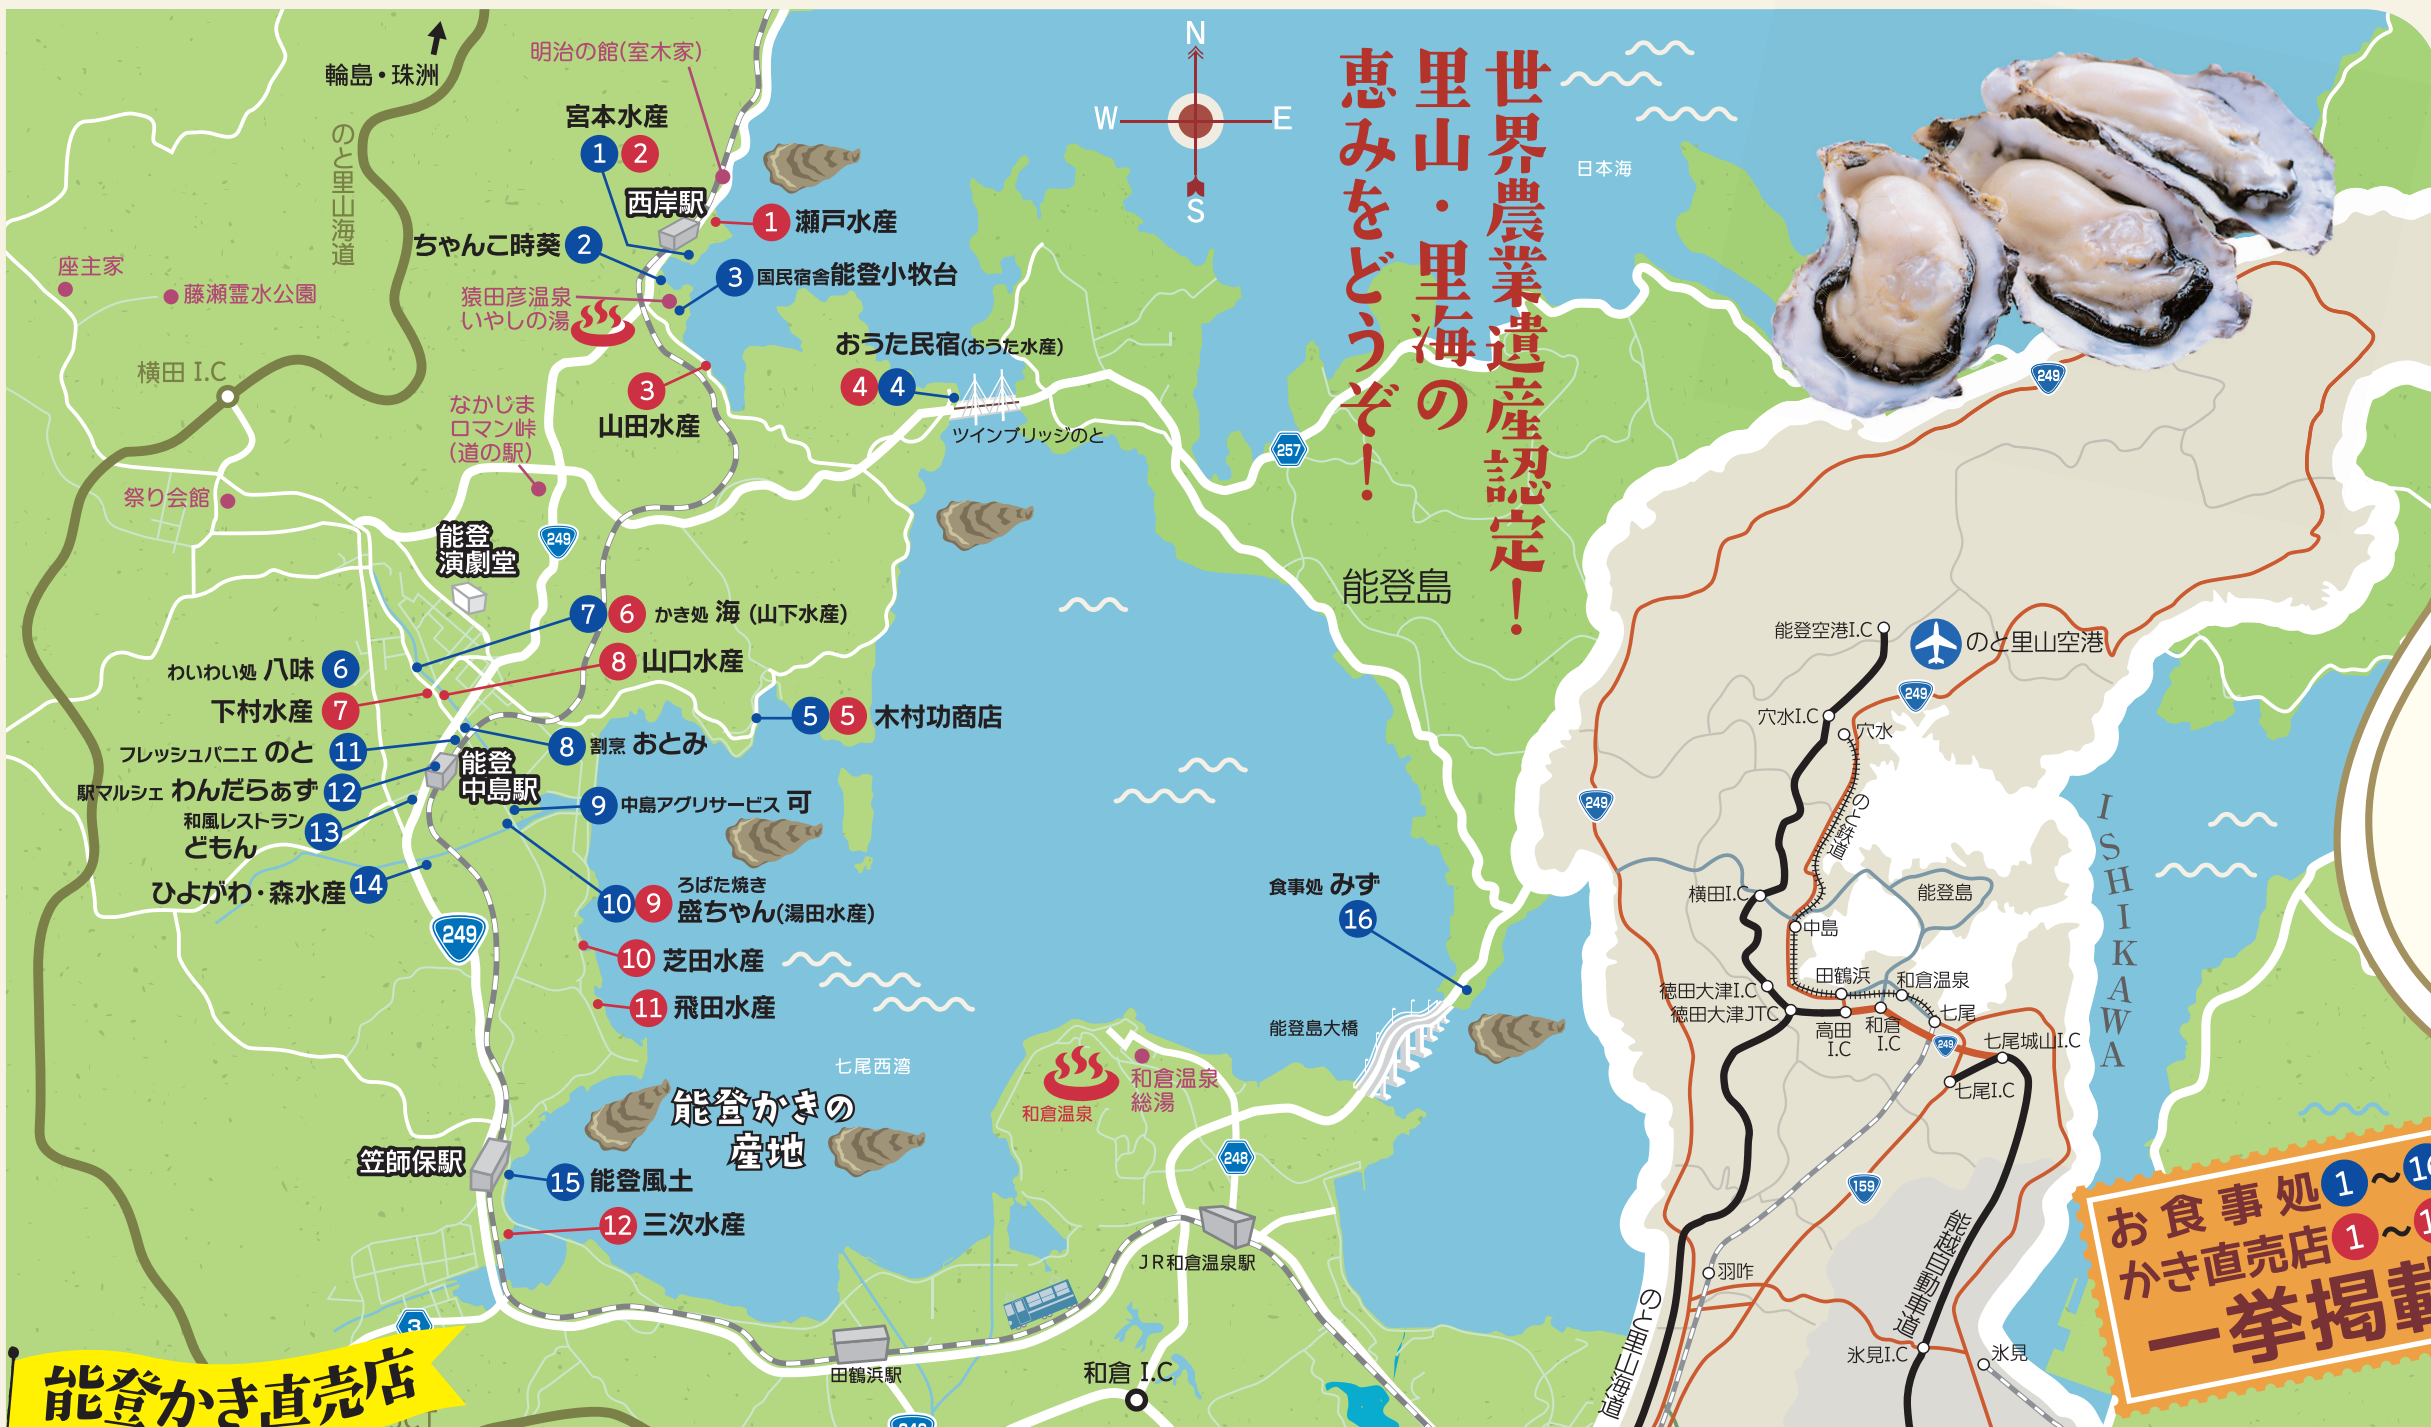 世界農業遺産認定！
里山・里海の
恵みをどうぞ！
N
W
E
S
輪島・珠洲
のと里山海道
明治の館(室木家)
宮本水産
1 2
西岸駅
1 瀬戸水産
ちゃんこ時葵 2
3 国民宿舎能登小牧台
座主家
藤瀬霊水公園
猿田彦温泉
いやしの湯
横田 I.C
おうた民宿(おうた水産)
4 4
3
山田水産
ツインブリッジのと
なかじま
ロマン峠
(道の駅)
祭り会館
能登
演劇堂
249
257
日本海
能登島
7 6 かき処 海 (山下水産)
8 山口水産
わいわい処 八味 6
下村水産 7
フレッシュパニエ のと 11
駅マルシェ わんだらぁず 12
和風レストラン
どもん 13
ひよがわ・森水産 14
能登
中島駅
8 割烹 おとみ
5 5 木村功商店
9 中島アグリサービス 可
10 9 ろばた焼き
盛ちゃん(湯田水産)
249
10 芝田水産
11 飛田水産
食事処 みず
16
能登島大橋
七尾西湾
能登かきの
産地
和倉温泉
和倉温泉
総湯
笠師保駅
15 能登風土
12 三次水産
248
JR和倉温泉駅
田鶴浜駅
和倉 I.C
3
能登かき直売店
249
能登空港I.C
のと里山空港
249
穴水I.C
穴水
249
のと鉄道
横田I.C
能登島
中島
田鶴浜
和倉温泉
徳田大津I.C
徳田大津JTC
高田
I.C
和倉
I.C
七尾
249
七尾城山I.C
七尾I.C
159
羽咋
能越自動車道
のと里山海道
氷見I.C
氷見
ISHIKAWA
お食事処 1～
かき直売店 1～
一挙掲載